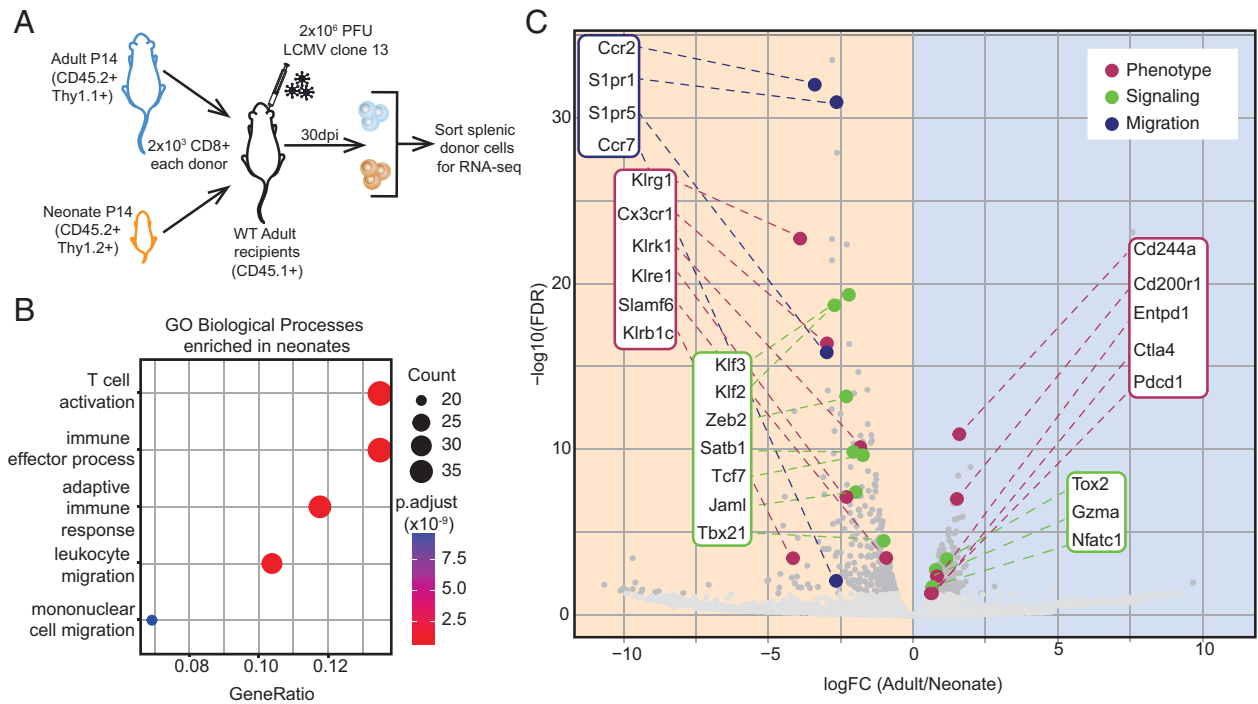 A
Adult P14
(CD45.2+
Thy1.1+)
2x10⁶ PFU
LCMV clone 13
2x10³ CD8+
each donor
30dpi
Sort splenic
donor cells
for RNA-seq
Neonate P14
(CD45.2+
Thy1.2+)
WT Adult
recipients
(CD45.1+)
B
GO Biological Processes
enriched in neonates
T cell
activation
immune
effector process
adaptive
immune
response
leukocyte
migration
mononuclear
cell migration
0.08
0.10
0.12
GeneRatio
Count
20
25
30
35
p.adjust
(x10⁻⁹)
7.5
5.0
2.5
C
Ccr2
S1pr1
S1pr5
Ccr7
Klrg1
Cx3cr1
Klrk1
Klre1
Slamf6
Klrb1c
Klf3
Klf2
Zeb2
Satb1
Tcf7
Jaml
Tbx21
Phenotype
Signaling
Migration
Cd244a
Cd200r1
Entpd1
Ctla4
Pdcd1
Tox2
Gzma
Nfatc1
30
20
10
0
−log10(FDR)
−10
−5
0
5
10
logFC (Adult/Neonate)